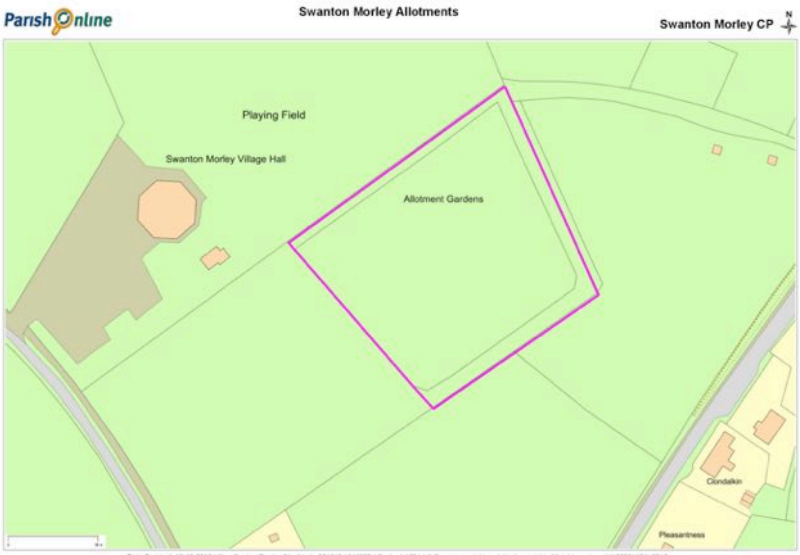 Parish Online
Swanton Morley Allotments
Swanton Morley CP
N
Playing Field
Swanton Morley Village Hall
Allotment Gardens
Clondalkin
Pleasantness